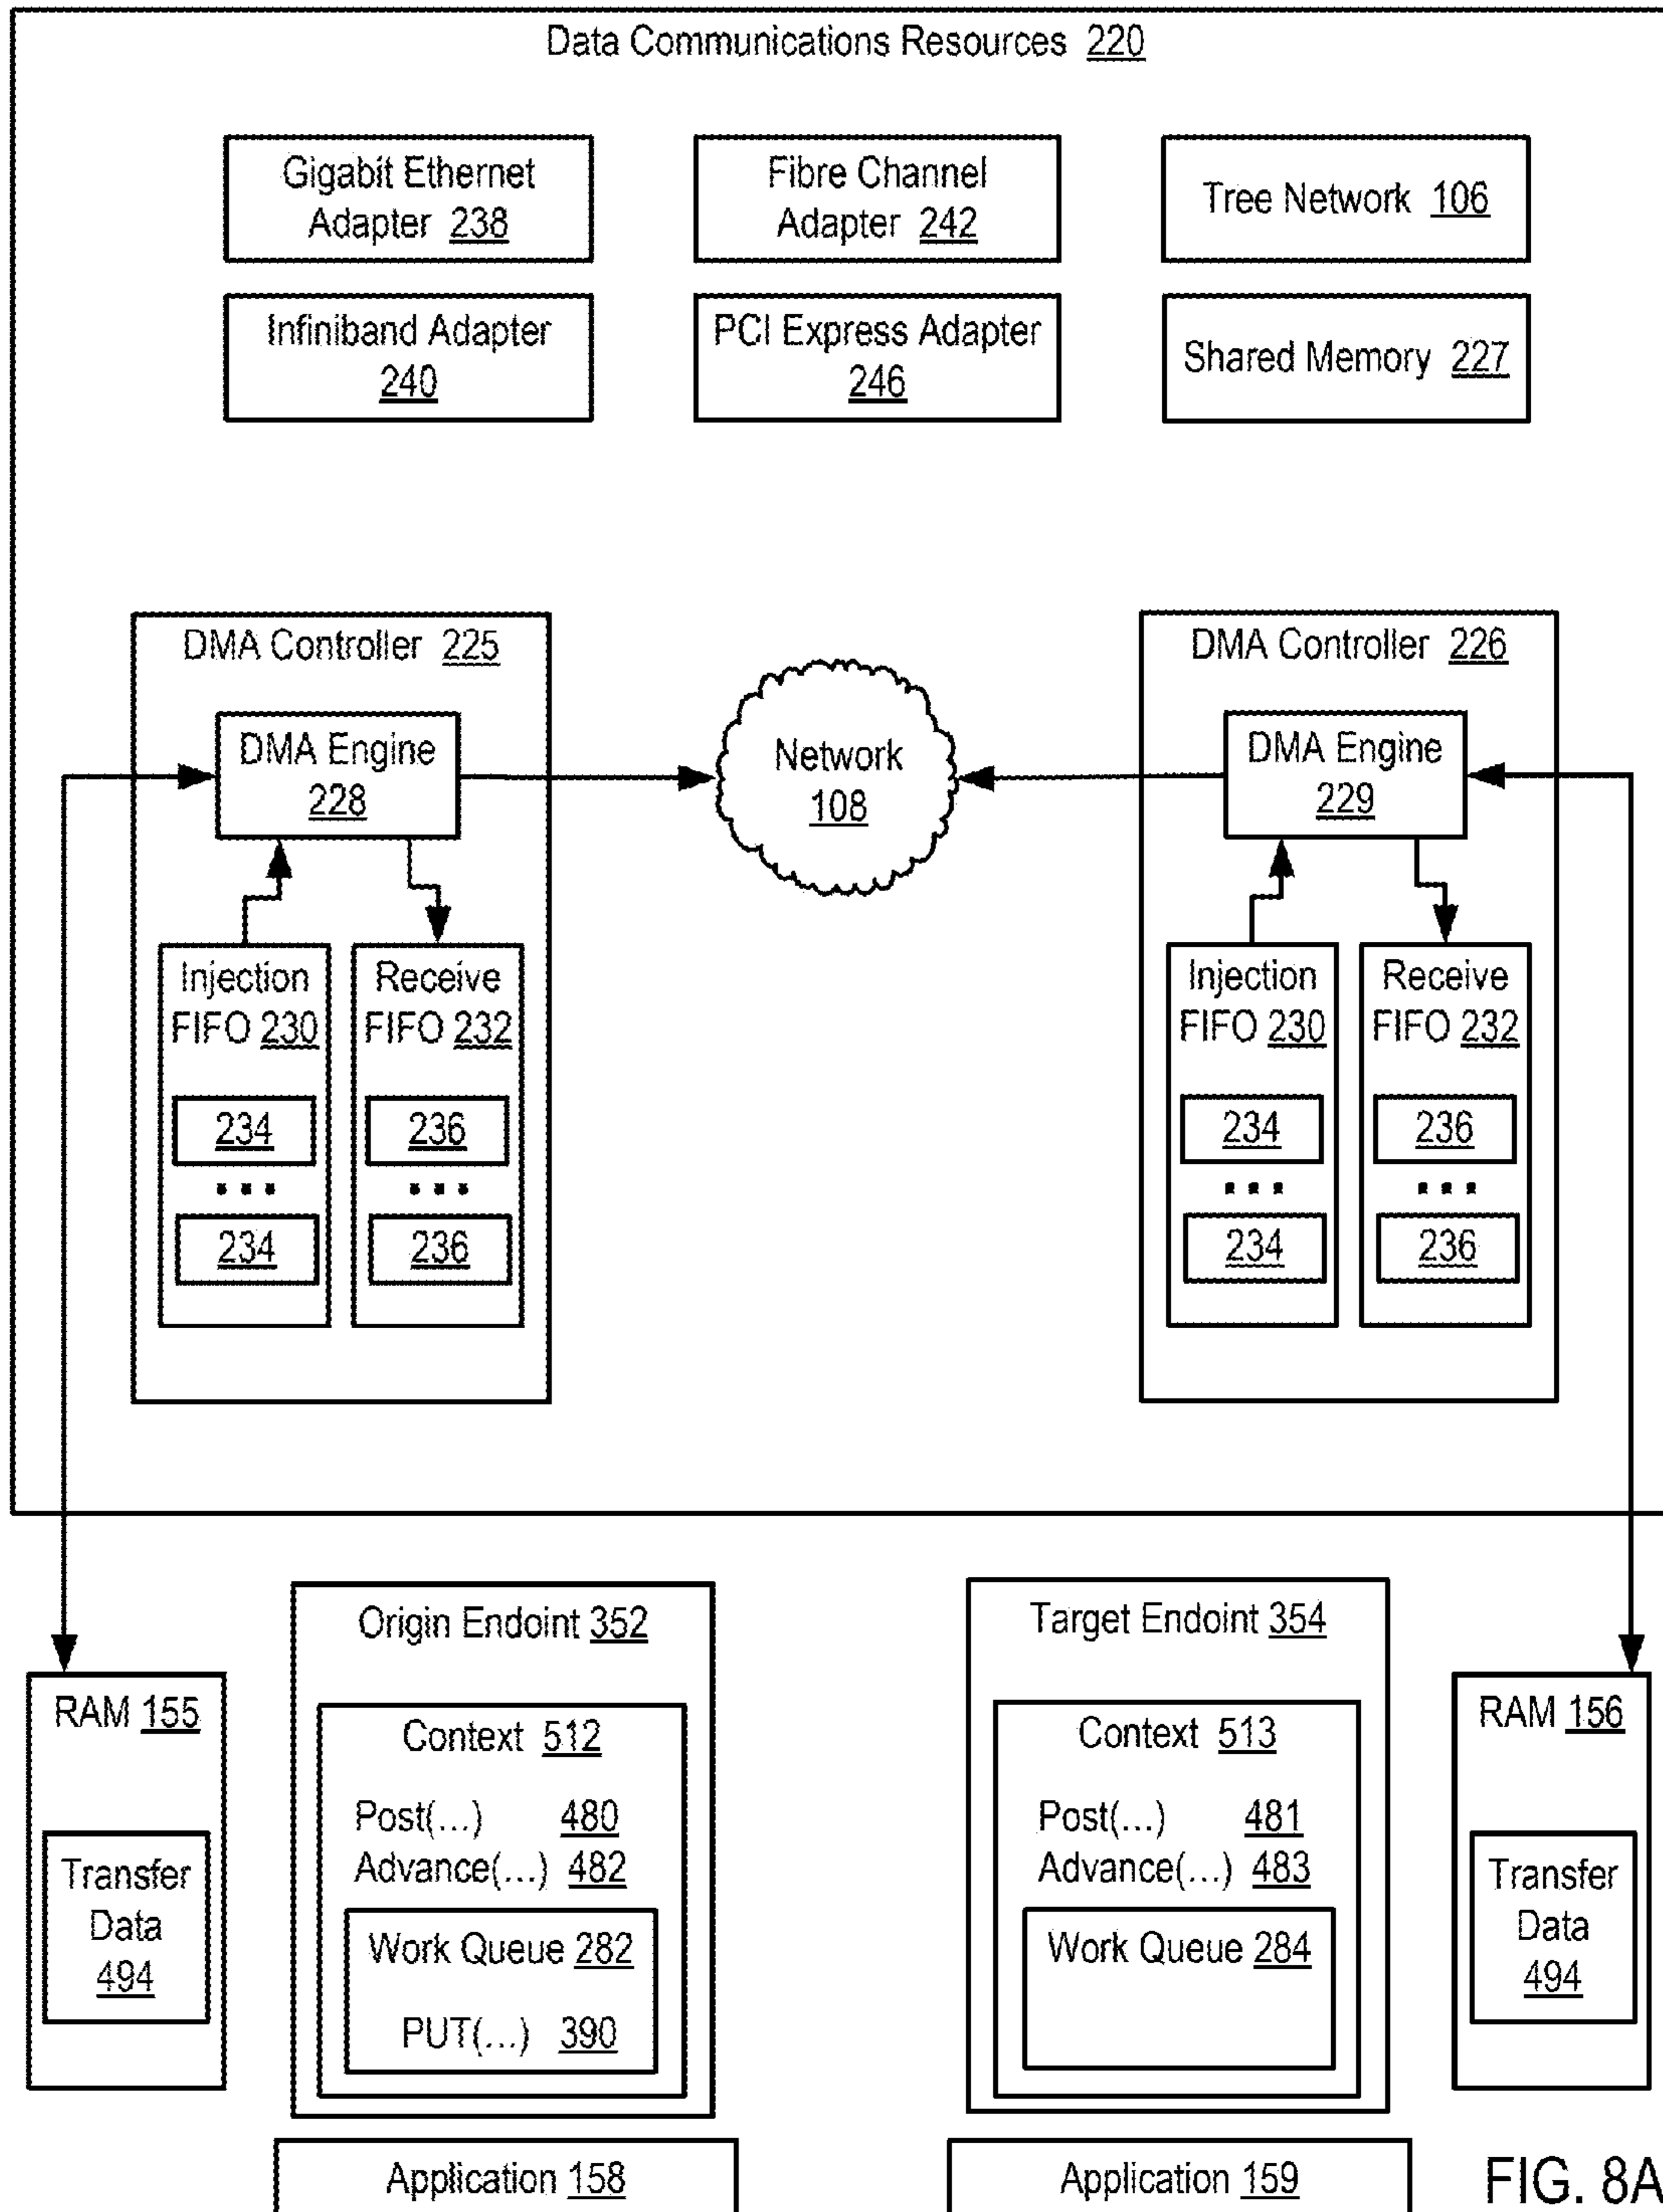 Data Communications Resources 220
Gigabit Ethernet
Adapter 238
Fibre Channel
Adapter 242
Tree Network 106
Infiniband Adapter
240
PCI Express Adapter
246
Shared Memory 227
DMA Controller 225
DMA Engine
228
Injection
FIFO 230
234
...
234
Receive
FIFO 232
236
...
236
Network
108
DMA Controller 226
DMA Engine
229
Injection
FIFO 230
234
...
234
Receive
FIFO 232
236
...
236
RAM 155
Transfer
Data
494
Origin Endoint 352
Context 512
Post(...) 480
Advance(...) 482
Work Queue 282
PUT(...) 390
Target Endoint 354
Context 513
Post(...) 481
Advance(...) 483
Work Queue 284
RAM 156
Transfer
Data
494
Application 158
Application 159
FIG. 8A